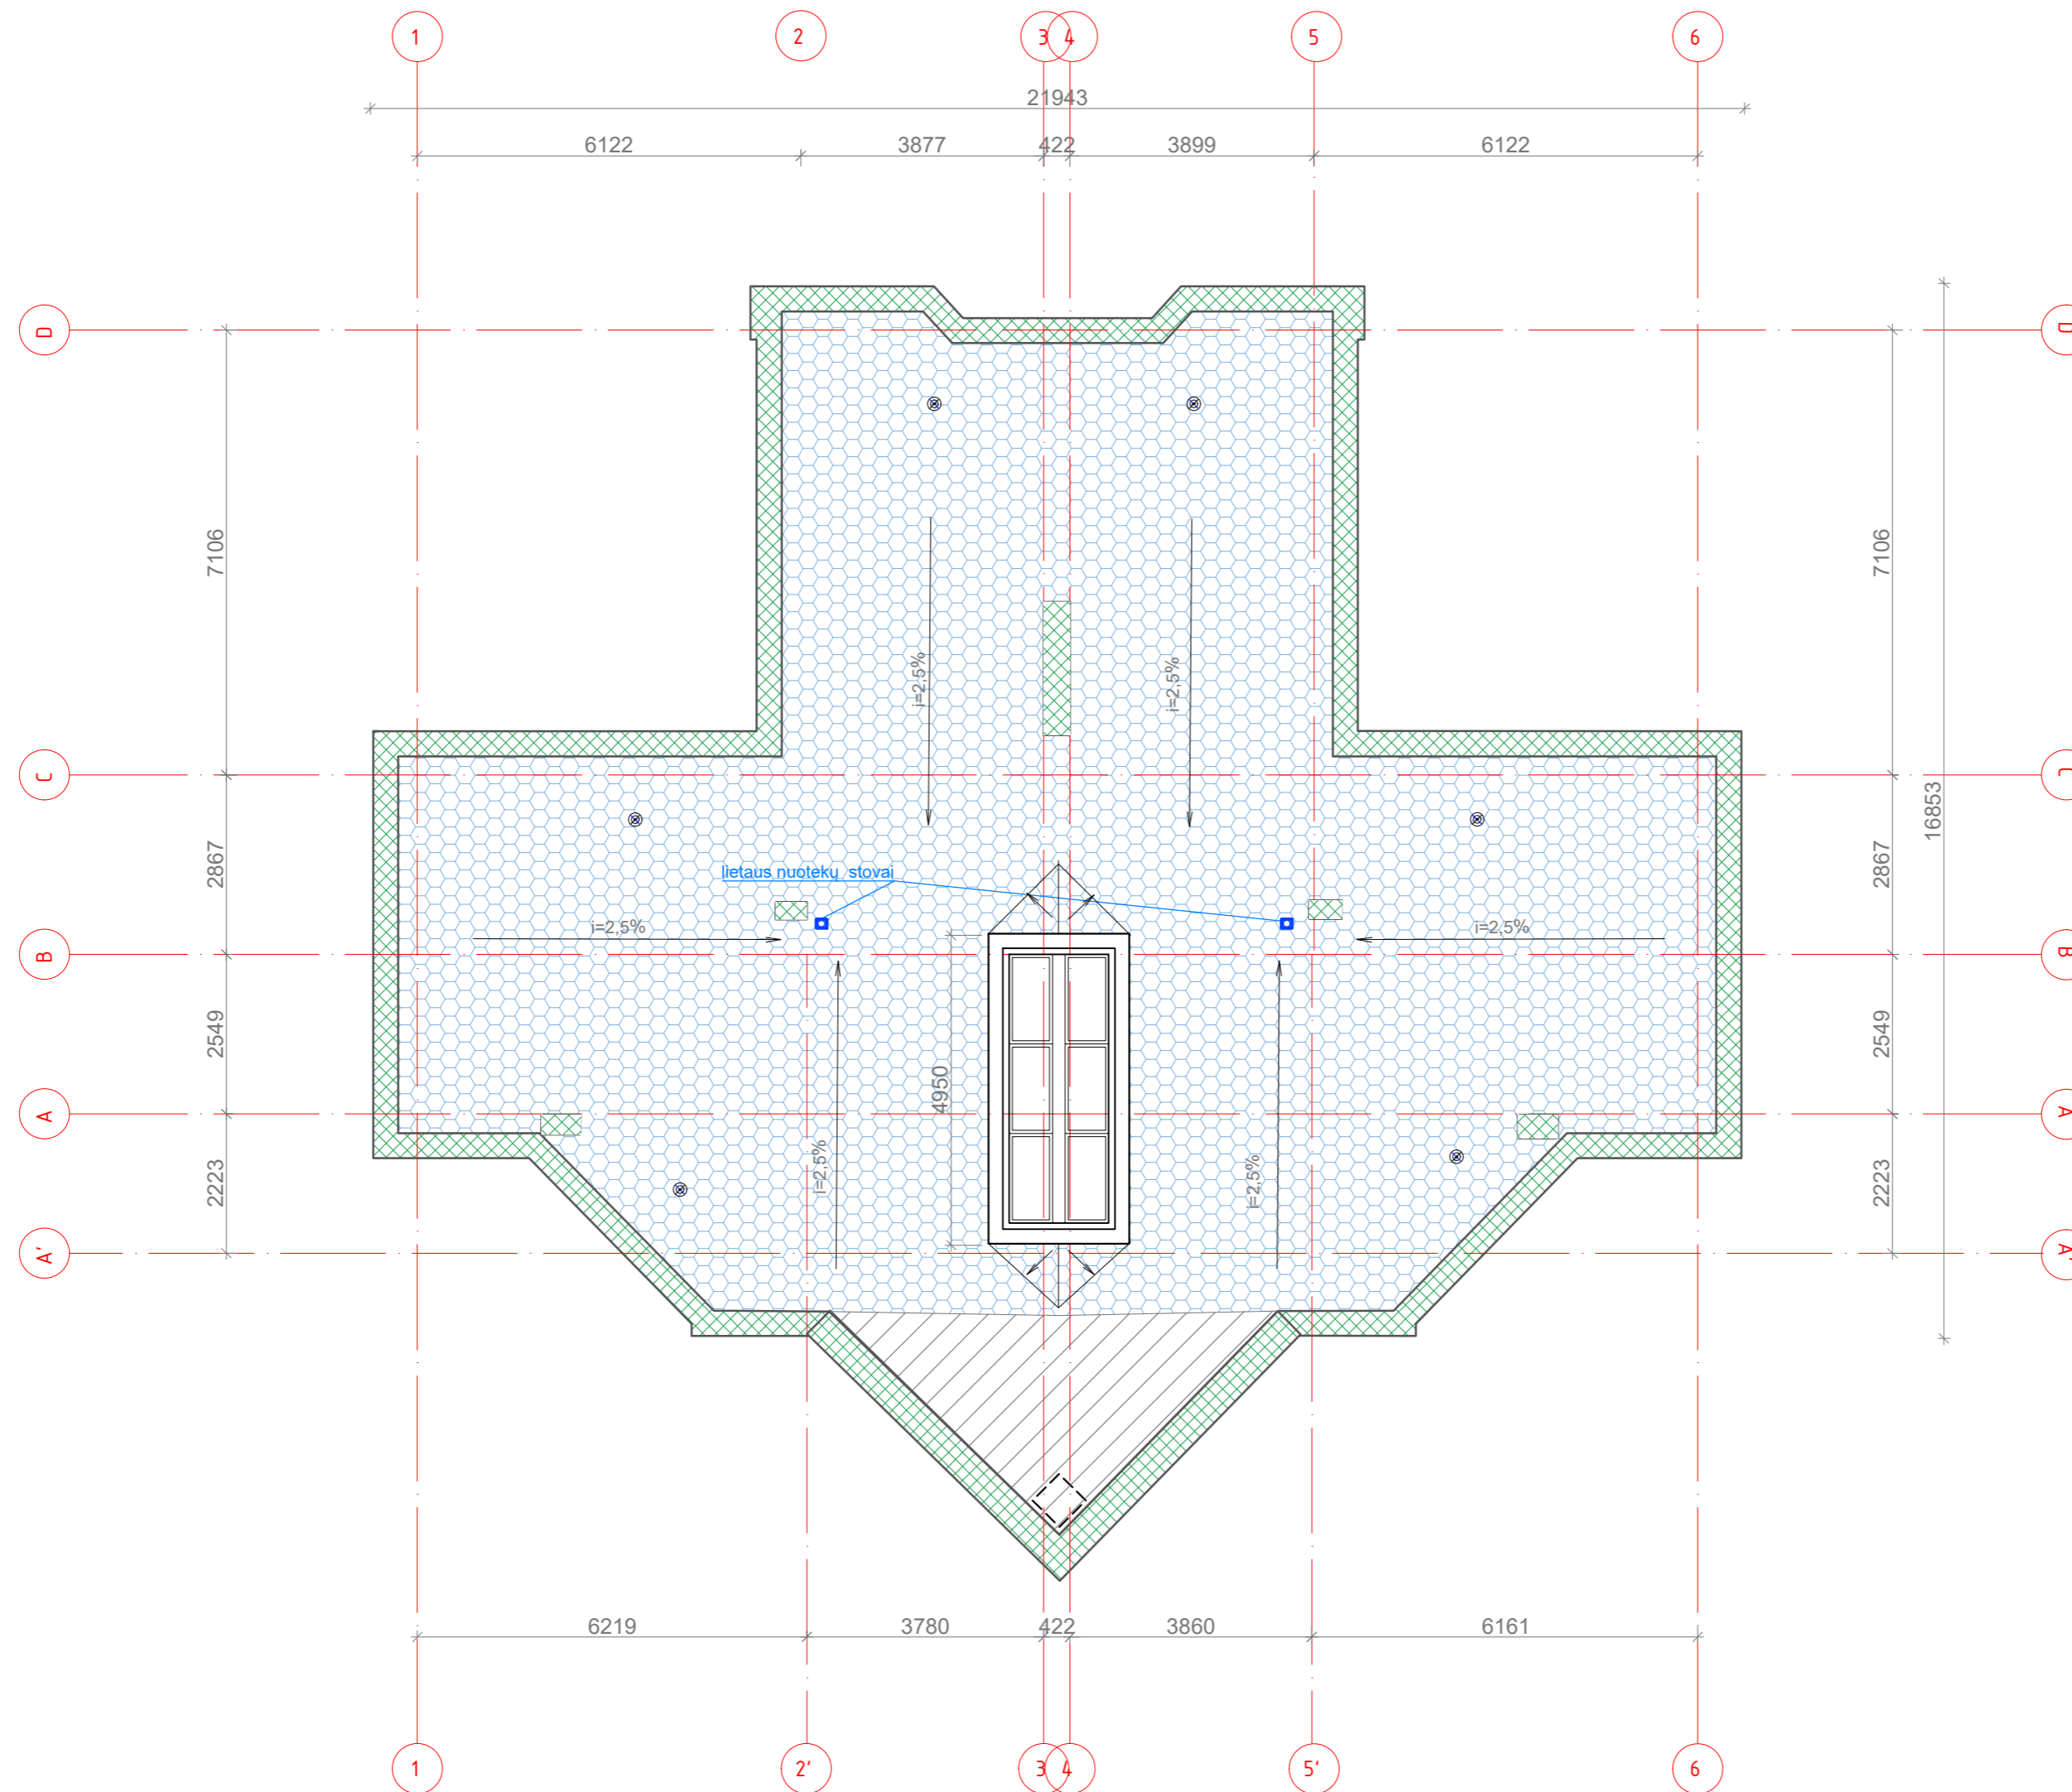 1 2 3 4 5 6
21943
6122 3877 422 3899 6122
D D
7106 7106
i=2,5% i=2,5%
C C
16853
2867 2867
lietaus nuotekų stovai
i=2,5% i=2,5%
B B
2549 2549
4950
A A
i=2,5% i=2,5%
2223 2223
A' A'
6219 3780 422 3860 6161
1 2' 3 4 5' 6